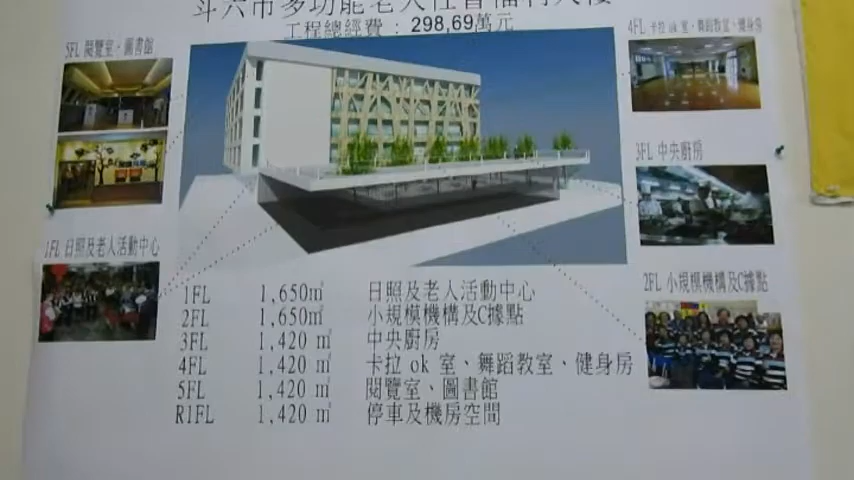 斗六市多功能老人社會福利大樓
工程總經費：298,69萬元
5FL 閱覽室、圖書館
4FL 卡拉 ok 室、舞蹈教室、健身房
3FL 中央廚房
1FL 日照及老人活動中心
2FL 小規模機構及C據點
1FL 1,650㎡ 日照及老人活動中心
2FL 1,650㎡ 小規模機構及C據點
3FL 1,420 ㎡ 中央廚房
4FL 1,420 ㎡ 卡拉 ok 室、舞蹈教室、健身房
5FL 1,420 ㎡ 閱覽室、圖書館
R1FL 1,420 ㎡ 停車及機房空間